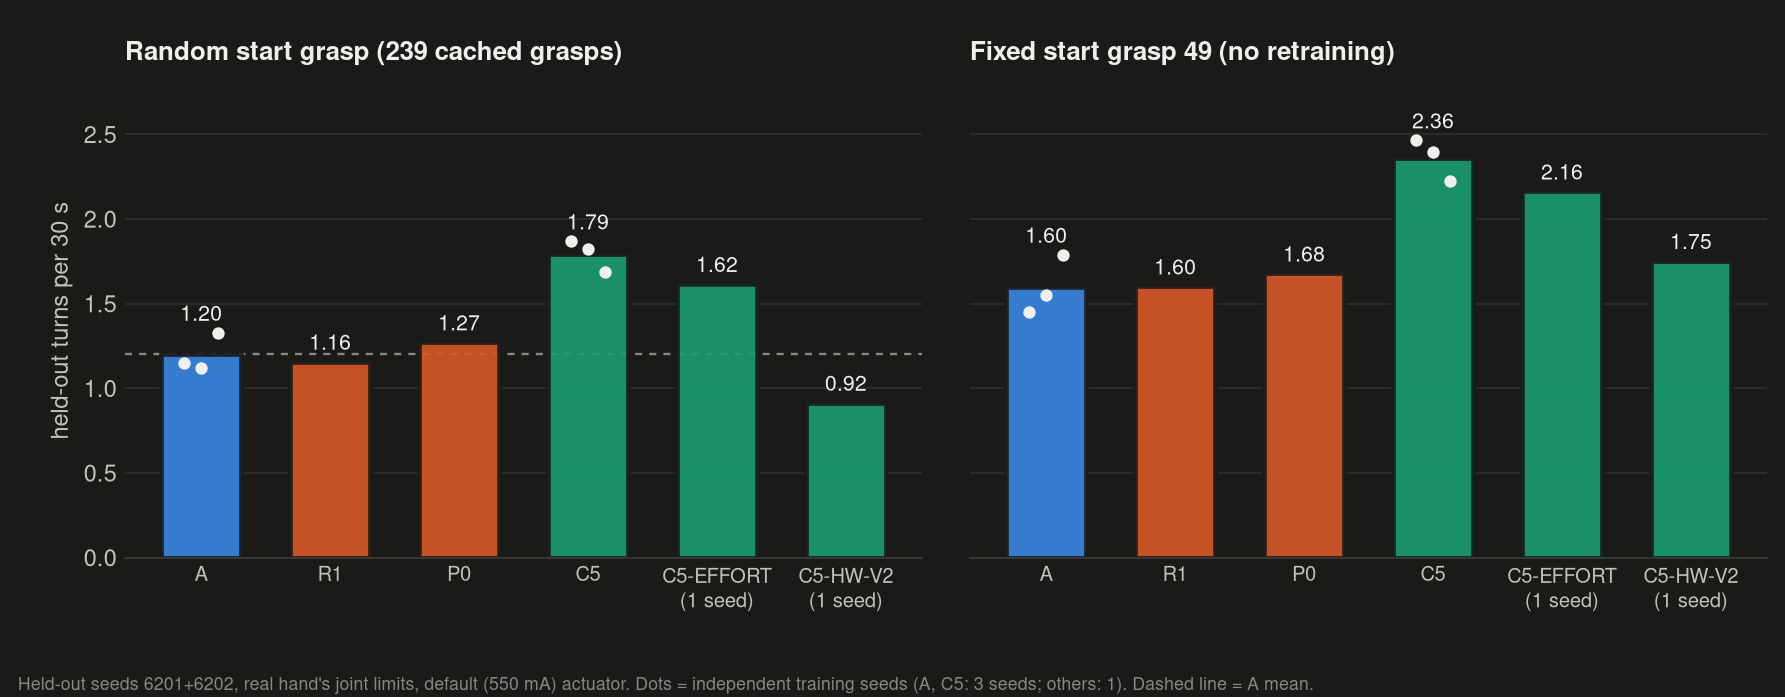 Random start grasp (239 cached grasps)
Fixed start grasp 49 (no retraining)
held-out turns per 30 s
2.5
2.0
1.5
1.0
0.5
0.0
1.20
1.16
1.27
1.79
1.62
0.92
A
R1
P0
C5
C5-EFFORT
(1 seed)
C5-HW-V2
(1 seed)
1.60
1.60
1.68
2.36
2.16
1.75
A
R1
P0
C5
C5-EFFORT
(1 seed)
C5-HW-V2
(1 seed)
Held-out seeds 6201+6202, real hand's joint limits, default (550 mA) actuator. Dots = independent training seeds (A, C5: 3 seeds; others: 1). Dashed line = A mean.